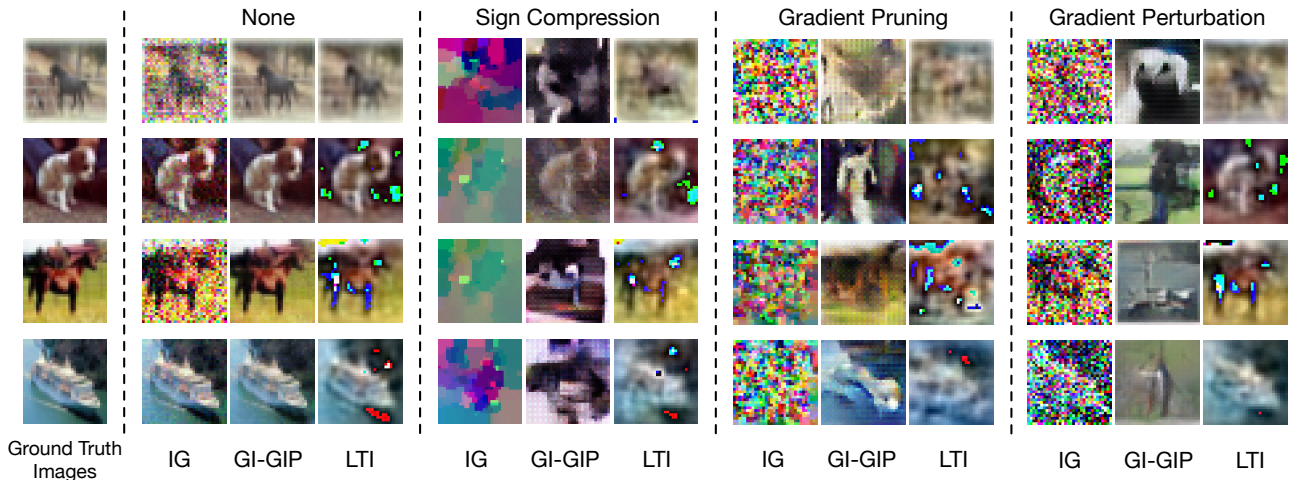 None
Sign Compression
Gradient Pruning
Gradient Perturbation
Ground Truth
Images
IG
GI-GIP
LTI
IG
GI-GIP
LTI
IG
GI-GIP
LTI
IG
GI-GIP
LTI